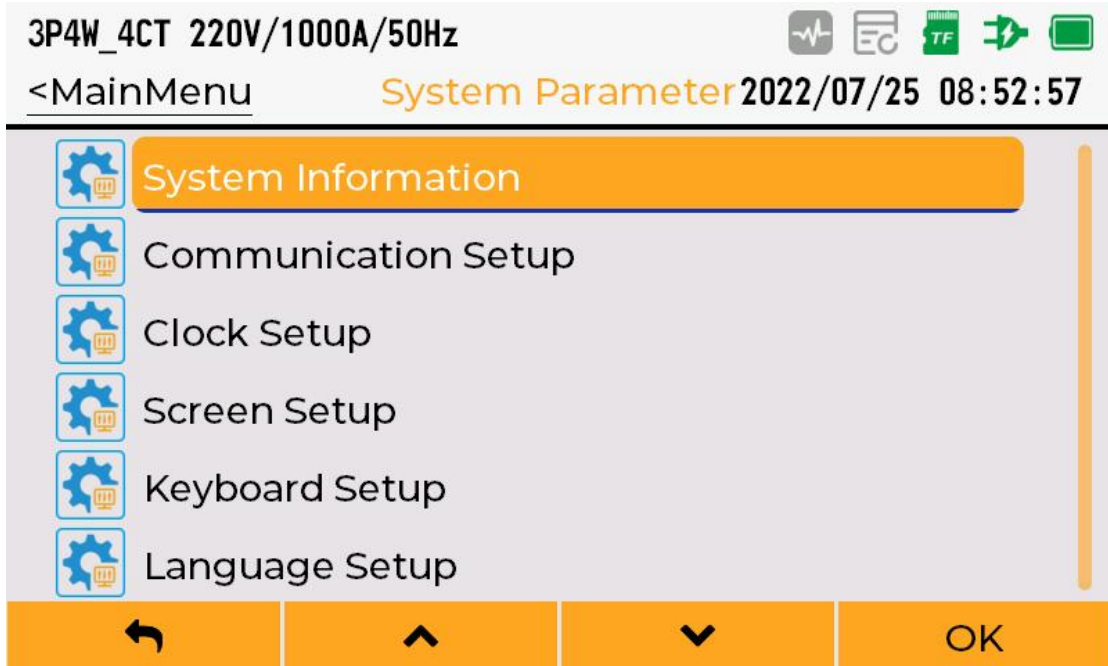 3P4W_4CT 220V/1000A/50Hz TF
<MainMenu System Parameter 2022/07/25 08:52:57
System Information
Communication Setup
Clock Setup
Screen Setup
Keyboard Setup
Language Setup
OK